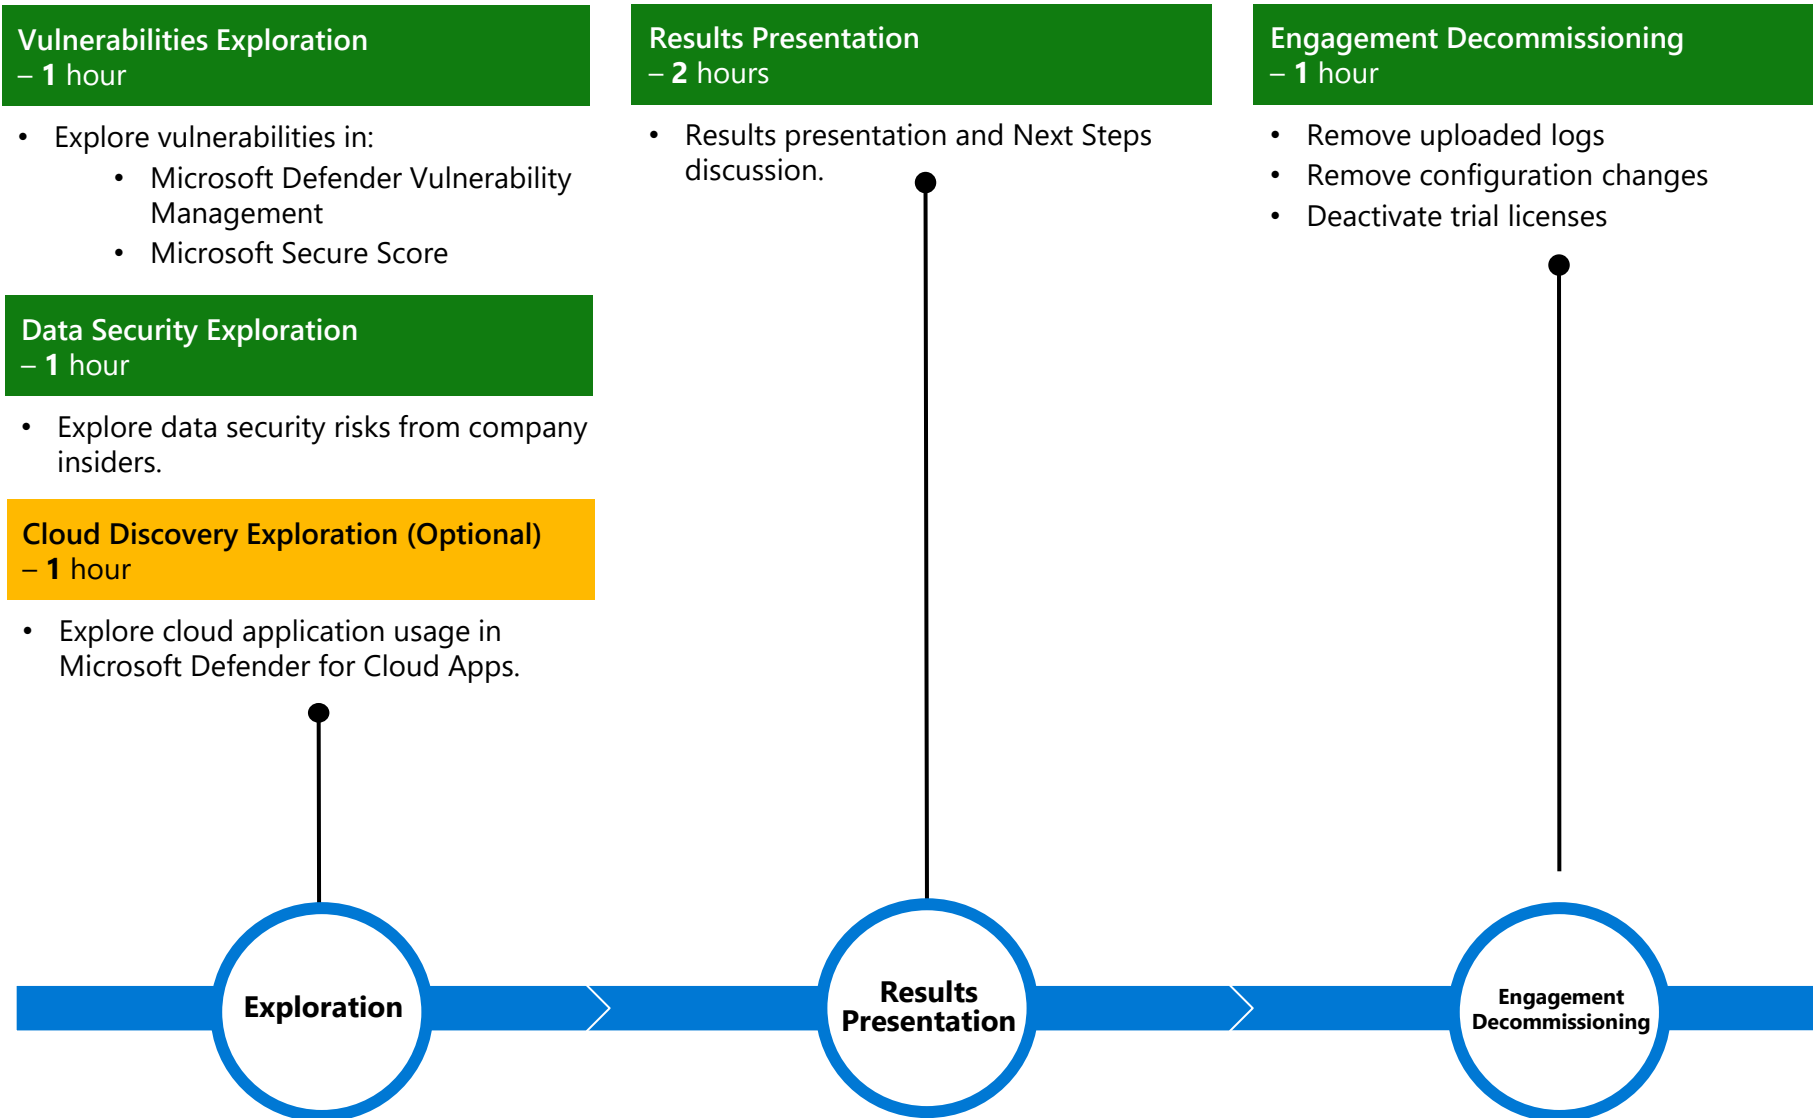 Vulnerabilities Exploration
– 1 hour
• Explore vulnerabilities in:
• Microsoft Defender Vulnerability
Management
• Microsoft Secure Score
Data Security Exploration
– 1 hour
• Explore data security risks from company
insiders.
Cloud Discovery Exploration (Optional)
– 1 hour
• Explore cloud application usage in
Microsoft Defender for Cloud Apps.
Results Presentation
– 2 hours
• Results presentation and Next Steps
discussion.
Engagement Decommissioning
– 1 hour
• Remove uploaded logs
• Remove configuration changes
• Deactivate trial licenses
Exploration
Results
Presentation
Engagement
Decommissioning